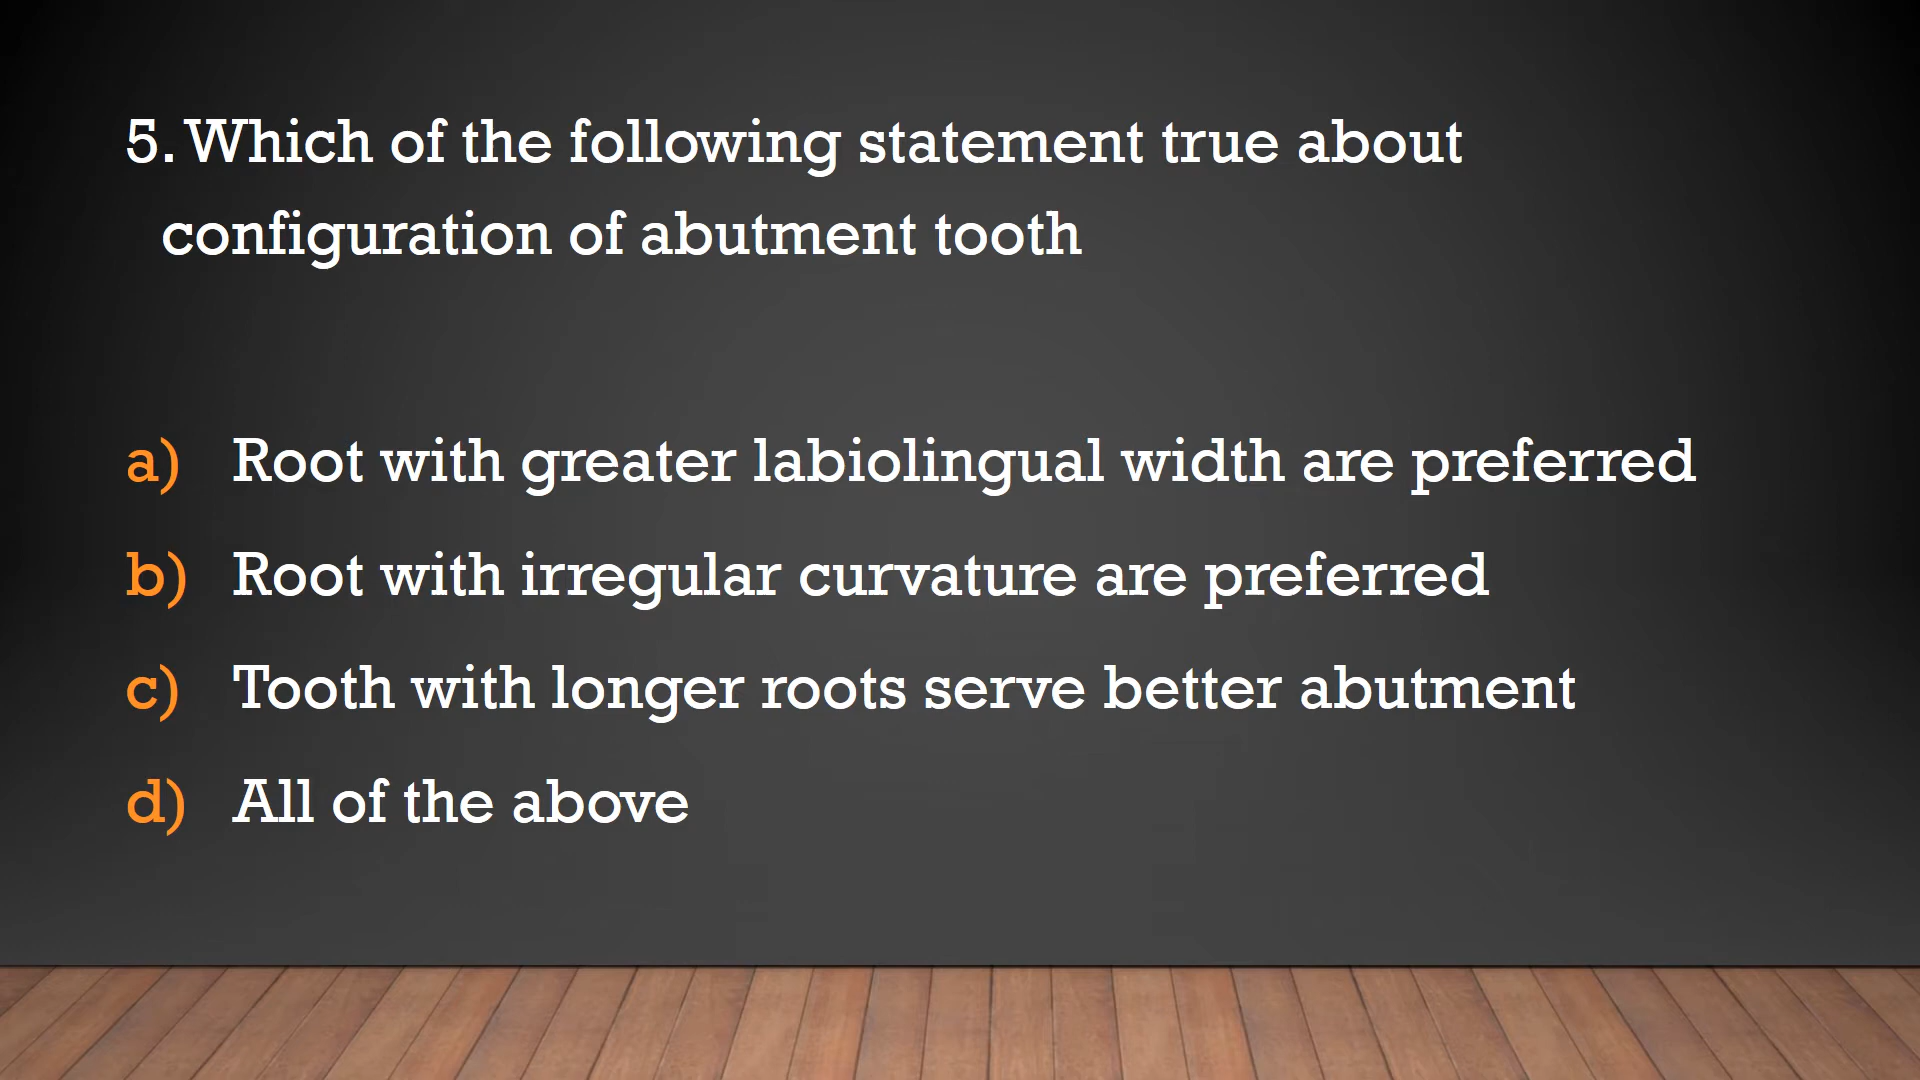 5. Which of the following statement true about
configuration of abutment tooth
a) Root with greater labiolingual width are preferred
b) Root with irregular curvature are preferred
c) Tooth with longer roots serve better abutment
d) All of the above